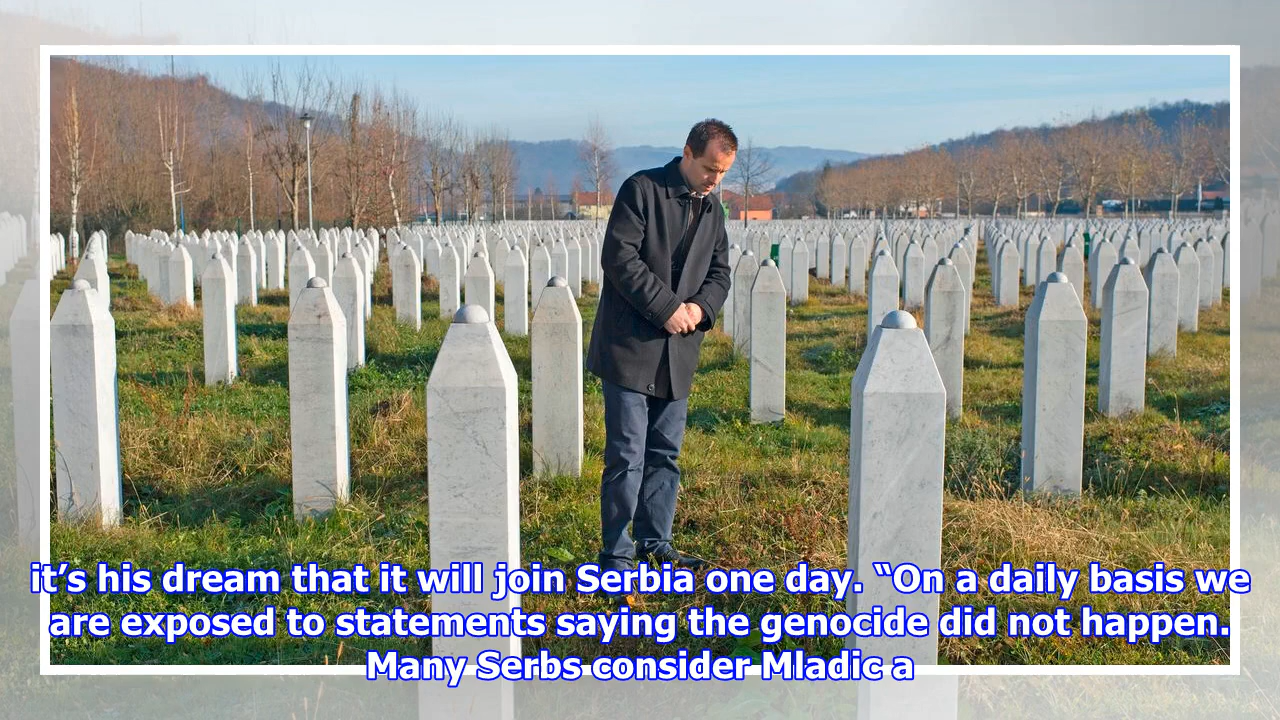 it’s his dream that it will join Serbia one day. “On a daily basis we
are exposed to statements saying the genocide did not happen.
Many Serbs consider Mladic a